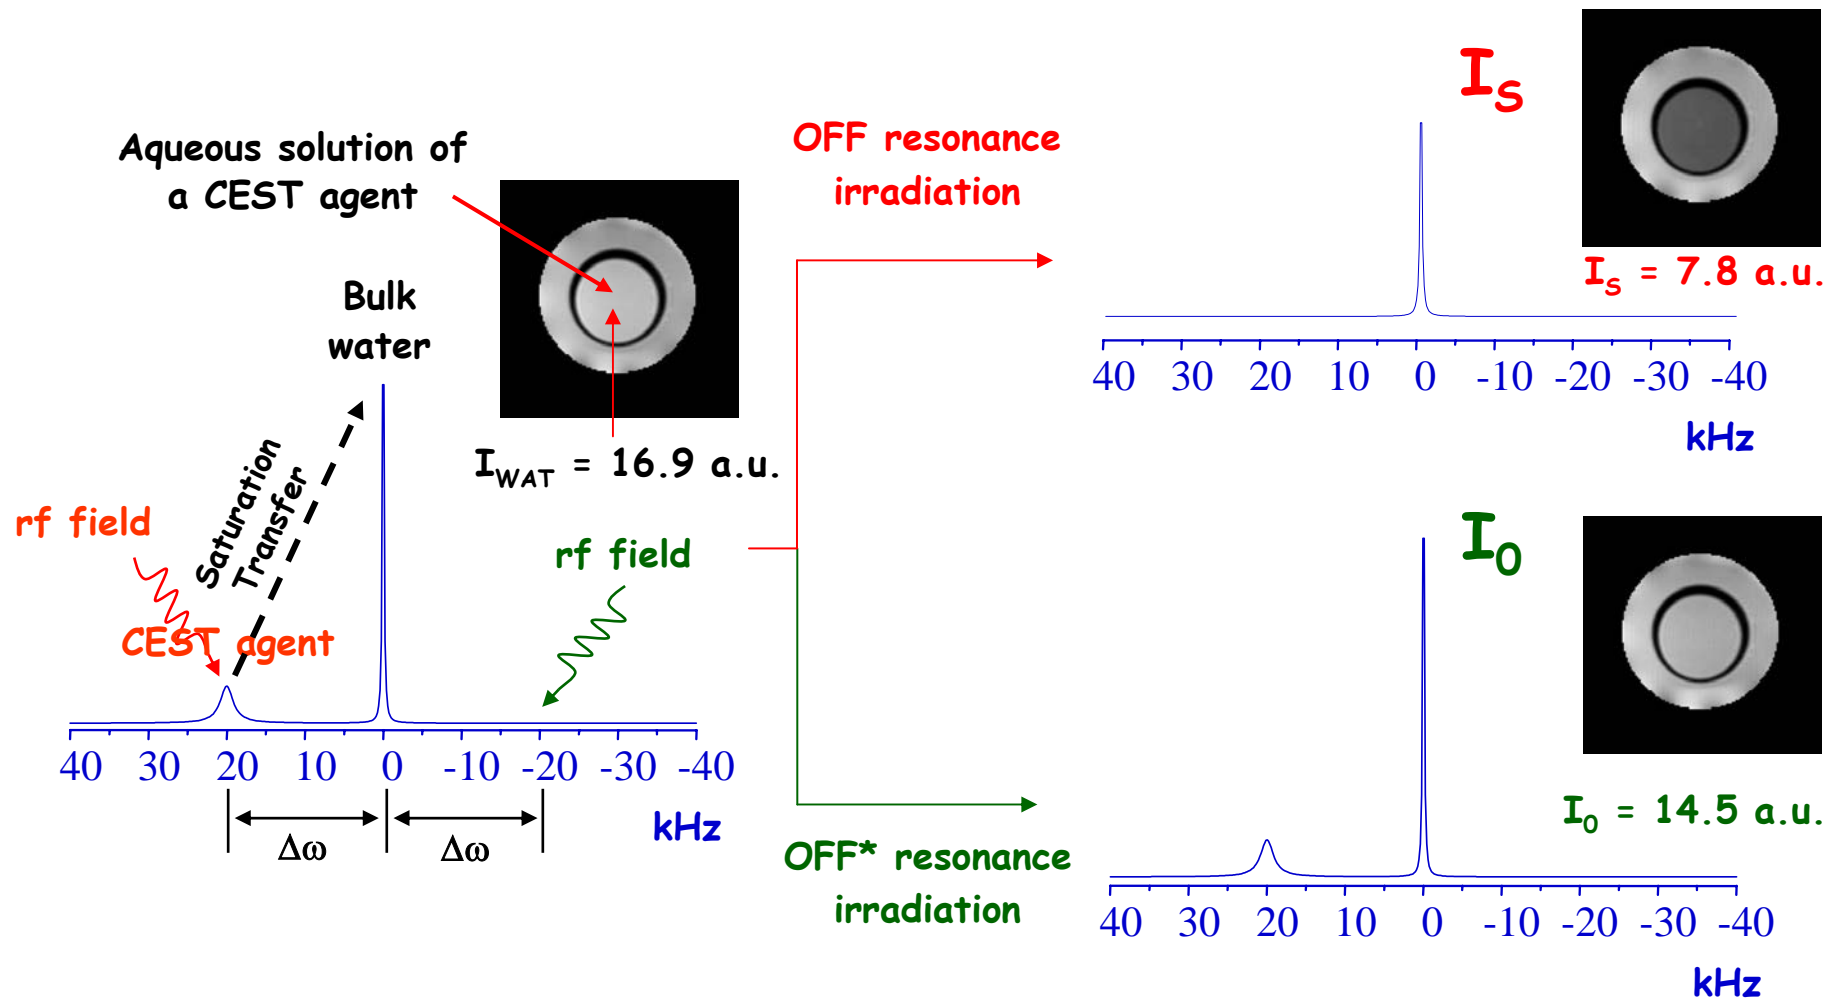 Aqueous solution of
a CEST agent
Bulk
water
I_WAT = 16.9 a.u.
Saturation
Transfer
rf field
CEST agent
rf field
40 30 20 10 0 -10 -20 -30 -40
kHz
Δω Δω
OFF resonance
irradiation
I_S
I_S = 7.8 a.u.
40 30 20 10 0 -10 -20 -30 -40
kHz
OFF* resonance
irradiation
I_0
I_0 = 14.5 a.u.
40 30 20 10 0 -10 -20 -30 -40
kHz